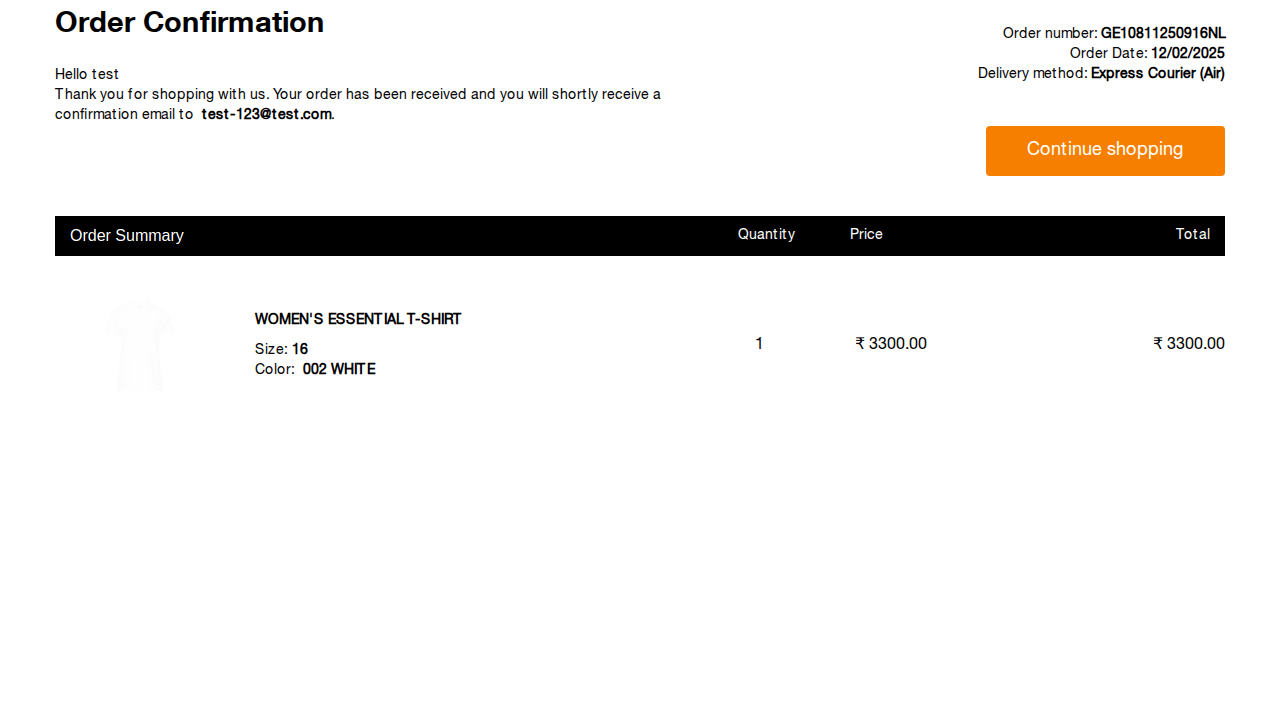 Order Confirmation
Order number: GE10811250916NL
Order Date: 12/02/2025
Delivery method: Express Courier (Air)
Hello test
Thank you for shopping with us. Your order has been received and you will shortly receive a
confirmation email to test-123@test.com.
Continue shopping
Order Summary Quantity Price Total
WOMEN'S ESSENTIAL T-SHIRT
Size: 16
Color: 002 WHITE
1 ₹ 3300.00 ₹ 3300.00